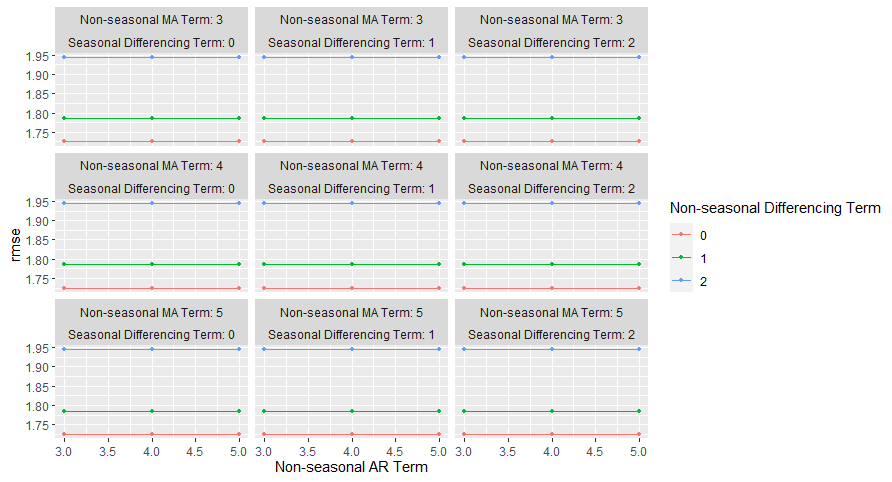 Non-seasonal MA Term: 3 Non-seasonal MA Term: 3 Non-seasonal MA Term: 3
Seasonal Differencing Term: 0 Seasonal Differencing Term: 1 Seasonal Differencing Term: 2
1.95
1.90
1.85
1.80
1.75
Non-seasonal MA Term: 4 Non-seasonal MA Term: 4 Non-seasonal MA Term: 4
Seasonal Differencing Term: 0 Seasonal Differencing Term: 1 Seasonal Differencing Term: 2
1.95
1.90
1.85
1.80
1.75
rmse
Non-seasonal MA Term: 5 Non-seasonal MA Term: 5 Non-seasonal MA Term: 5
Seasonal Differencing Term: 0 Seasonal Differencing Term: 1 Seasonal Differencing Term: 2
1.95
1.90
1.85
1.80
1.75
3.0 3.5 4.0 4.5 5.0 3.0 3.5 4.0 4.5 5.0 3.0 3.5 4.0 4.5 5.0
Non-seasonal AR Term
Non-seasonal Differencing Term
0
1
2